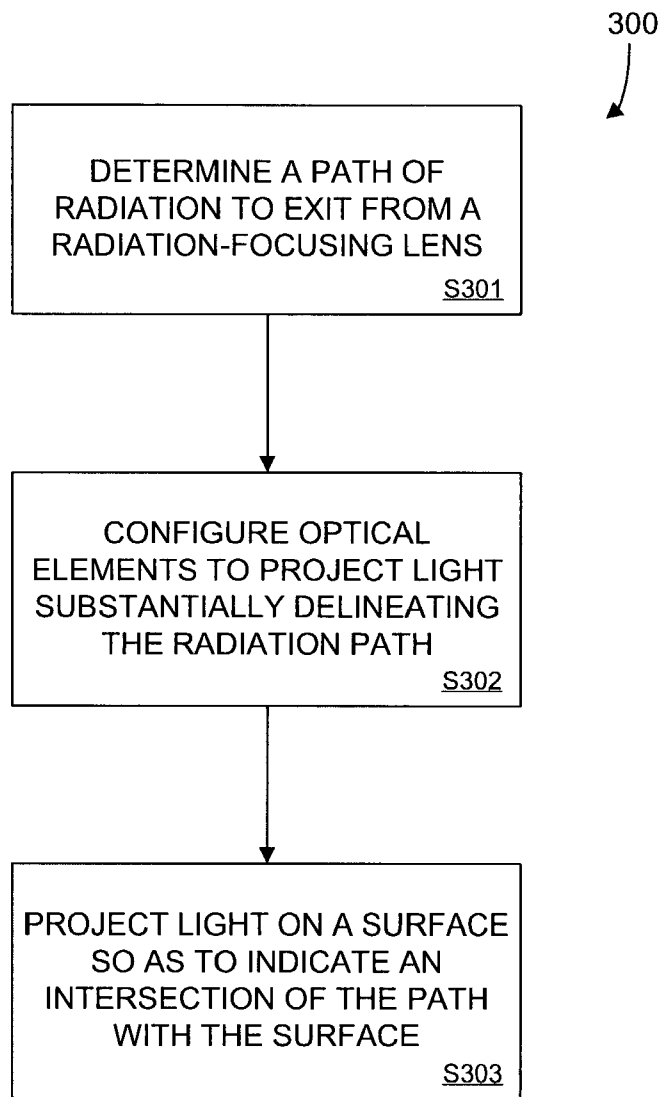 300
DETERMINE A PATH OF
RADIATION TO EXIT FROM A
RADIATION-FOCUSING LENS
S301
CONFIGURE OPTICAL
ELEMENTS TO PROJECT LIGHT
SUBSTANTIALLY DELINEATING
THE RADIATION PATH
S302
PROJECT LIGHT ON A SURFACE
SO AS TO INDICATE AN
INTERSECTION OF THE PATH
WITH THE SURFACE
S303